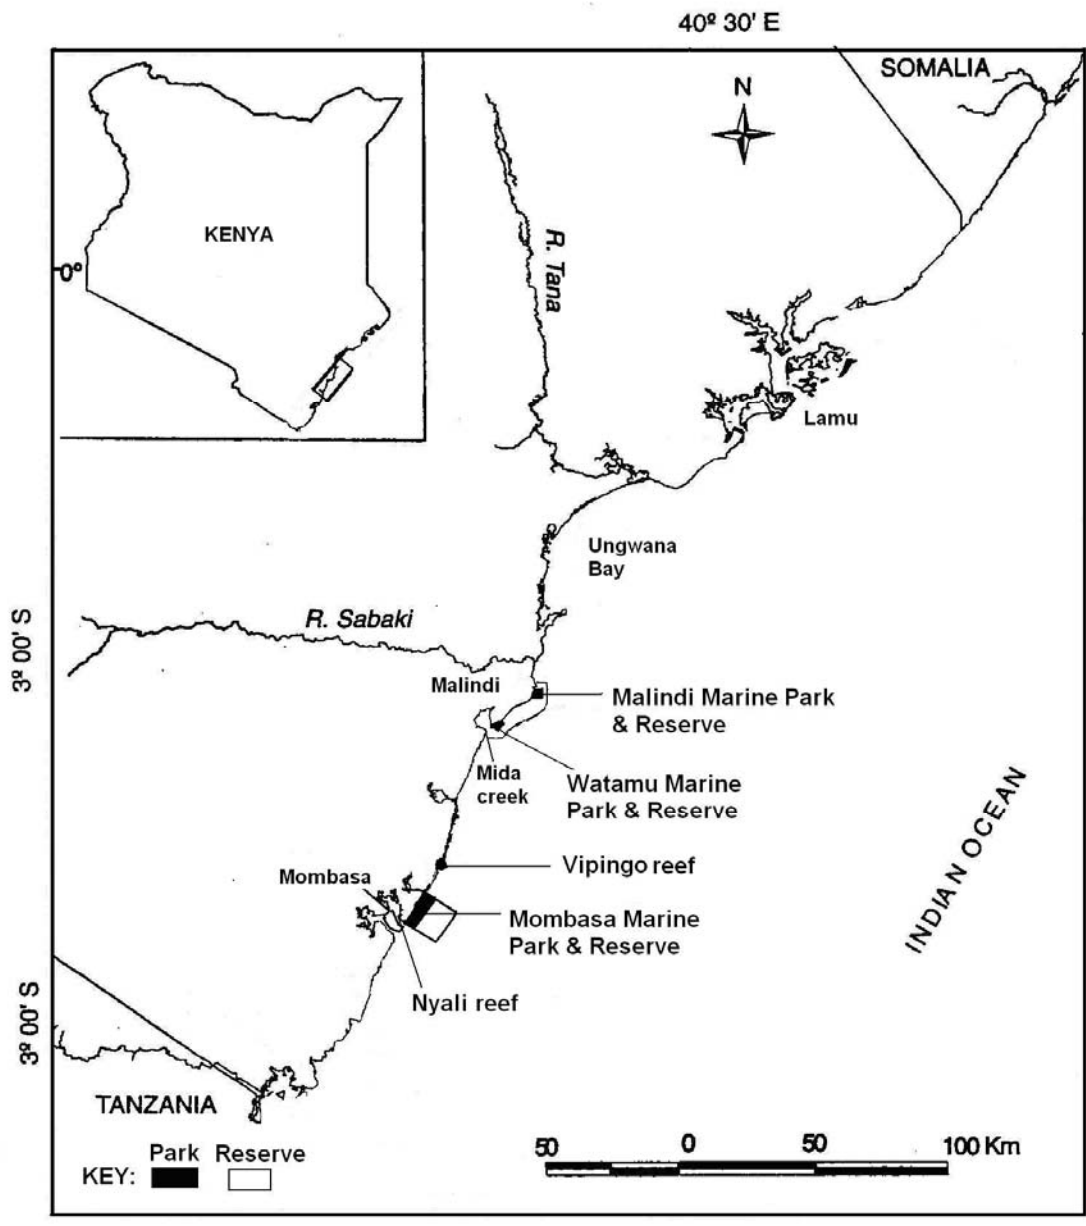 40º 30' E
SOMALIA
N
KENYA
0°
R. Tana
Lamu
Ungwana
Bay
3º 00' S
R. Sabaki
Malindi
Malindi Marine Park
& Reserve
Mida
creek
Watamu Marine
Park & Reserve
INDIAN OCEAN
Vipingo reef
Mombasa
Mombasa Marine
Park & Reserve
Nyali reef
3º 00' S
TANZANIA
Park Reserve
KEY:
50 0 50 100 Km